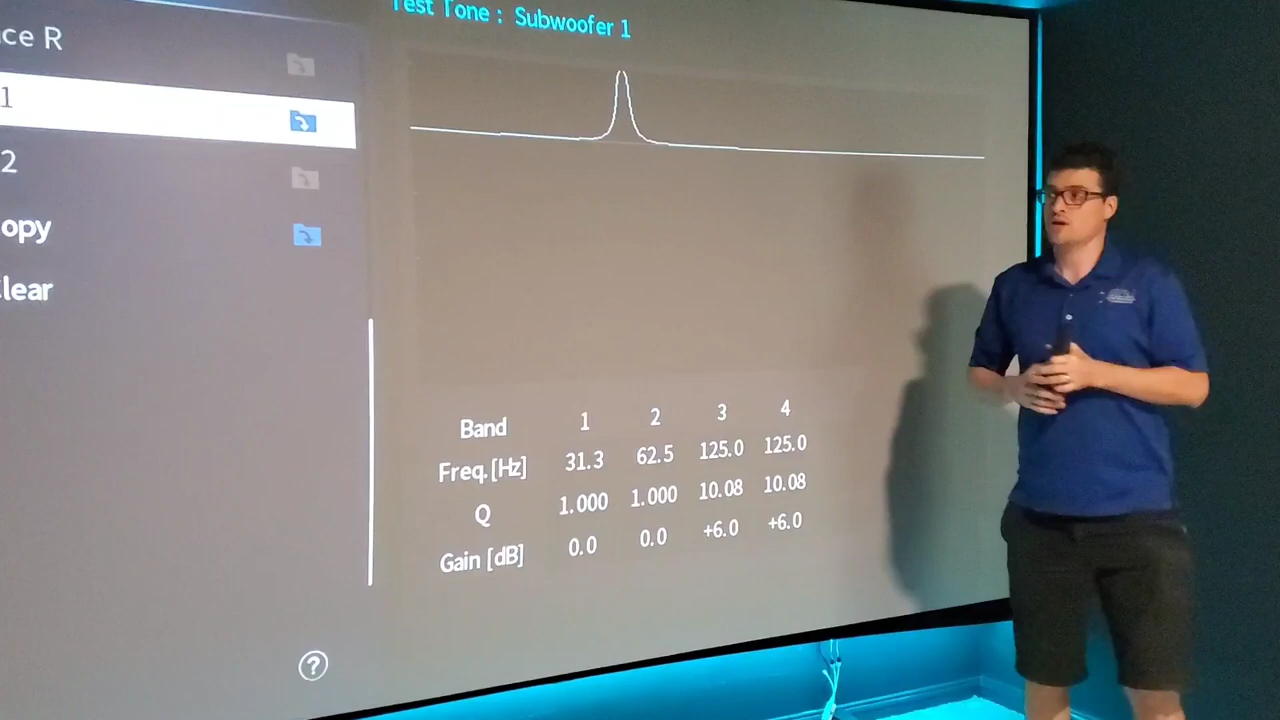 Test Tone : Subwoofer 1
ce R
1
2
opy
lear
Band 1 2 3 4
Freq.[Hz] 31.3 62.5 125.0 125.0
Q 1.000 1.000 10.08 10.08
Gain [dB] 0.0 0.0 +6.0 +6.0
?